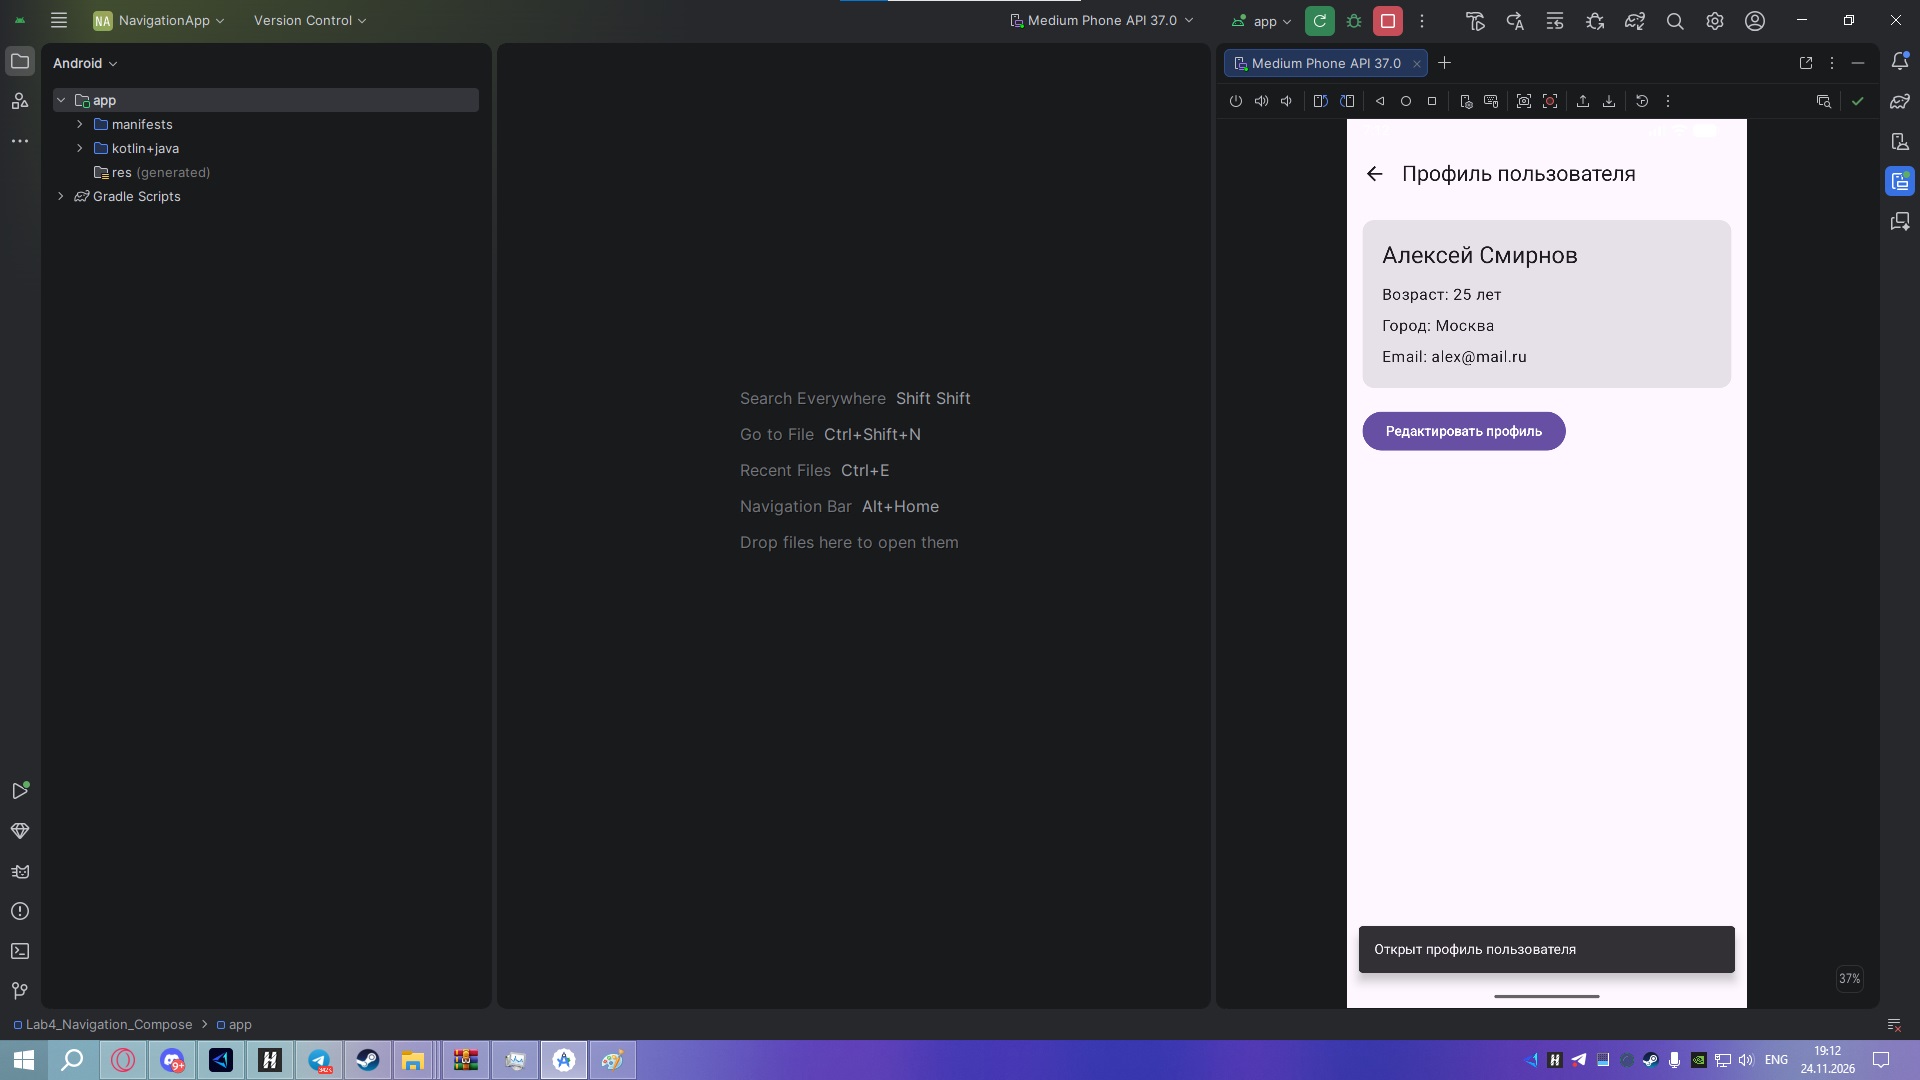 NA NavigationApp
Version Control
Medium Phone API 37.0
app
Android
app
manifests
kotlin+java
res (generated)
Gradle Scripts
Search Everywhere Shift Shift
Go to File Ctrl+Shift+N
Recent Files Ctrl+E
Navigation Bar Alt+Home
Drop files here to open them
Medium Phone API 37.0
Профиль пользователя
Алексей Смирнов
Возраст: 25 лет
Город: Москва
Email: alex@mail.ru
Редактировать профиль
Открыт профиль пользователя
37%
Lab4_Navigation_Compose
app
9+
H
H
ENG
19:12
24.11.2026